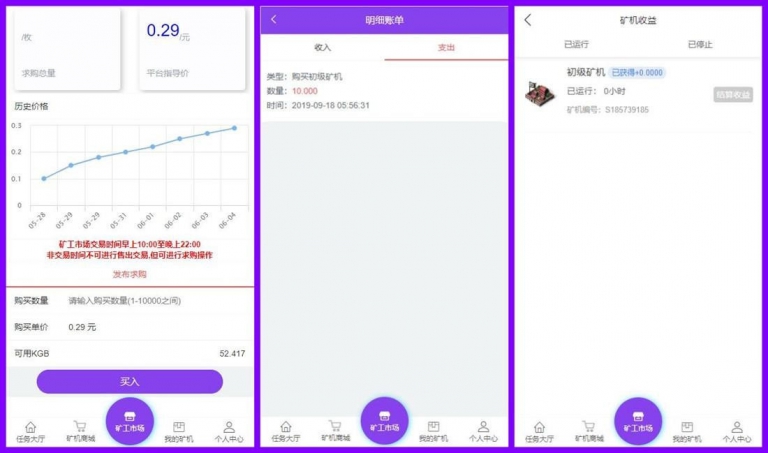 /枚
0.29/元
求购总量
平台指导价
历史价格
0.3
0.2
0.1
0
05-28
05-29
05-29
05-31
06-01
06-02
06-03
06-04
矿工市场交易时间早上10:00至晚上22:00
非交易时间不可进行售出交易,但可进行求购操作
发布求购
购买数量 请输入购买数量(1-10000之间)
购买单价 0.29 元
可用KGB 52.417
买入
任务大厅
矿机商城
矿工市场
我的矿机
个人中心
明细账单
收入 支出
类型：购买初级矿机
数量：10.000
时间：2019-09-18 05:56:31
任务大厅
矿机商城
矿工市场
我的矿机
个人中心
矿机收益
已运行 已停止
初级矿机 已获得+0.0000
已运行： 0小时
结算收益
矿机编号：S185739185
任务大厅
矿机商城
矿工市场
我的矿机
个人中心